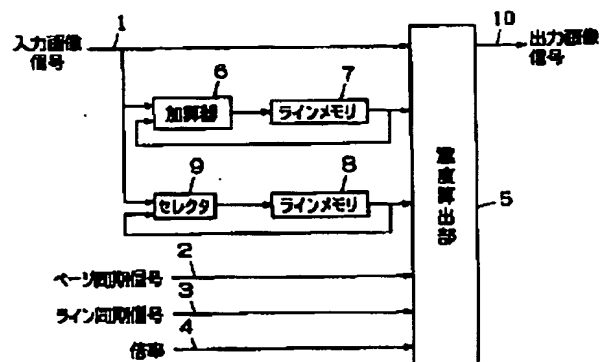 1
10
入力画像
信号
出力画像
信号
6
7
加算器
ラインメモリ
9
8
セレクタ
ラインメモリ
濃度算出部
5
2
ページ同期信号
3
ライン同期信号
4
倍率